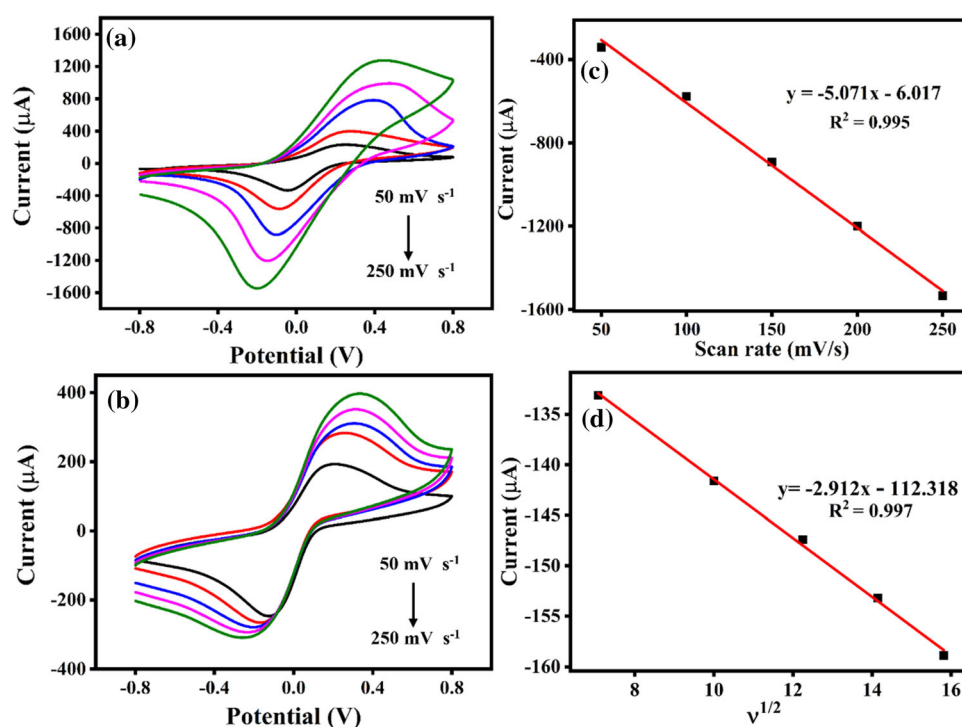 (a)
1600
1200
800
400
0
-400
-800
-1200
-1600
Current (μA)
50 mV s-1
250 mV s-1
-0.8
-0.4
0.0
0.4
0.8
Potential (V)
(c)
-400
-800
-1200
-1600
Current (μA)
y = -5.071x - 6.017
R² = 0.995
50
100
150
200
250
Scan rate (mV/s)
(b)
400
200
0
-200
-400
Current (μA)
50 mV s-1
250 mV s-1
-0.8
-0.4
0.0
0.4
0.8
Potential (V)
(d)
-135
-140
-145
-150
-155
-160
Current (μA)
y= -2.912x - 112.318
R² = 0.997
8
10
12
14
16
ν1/2